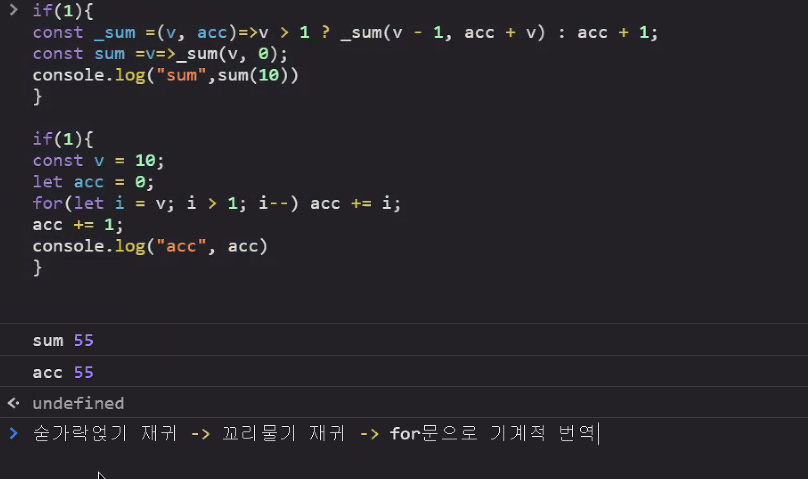 > if(1){
const _sum =(v, acc)=>v > 1 ? _sum(v - 1, acc + v) : acc + 1;
const sum =v=>_sum(v, 0);
console.log("sum",sum(10))
}
if(1){
const v = 10;
let acc = 0;
for(let i = v; i > 1; i--) acc += i;
acc += 1;
console.log("acc", acc)
}
sum 55
acc 55
undefined
> 숟가락얹기 재귀 -> 꼬리물기 재귀 -> for문으로 기계적 번역